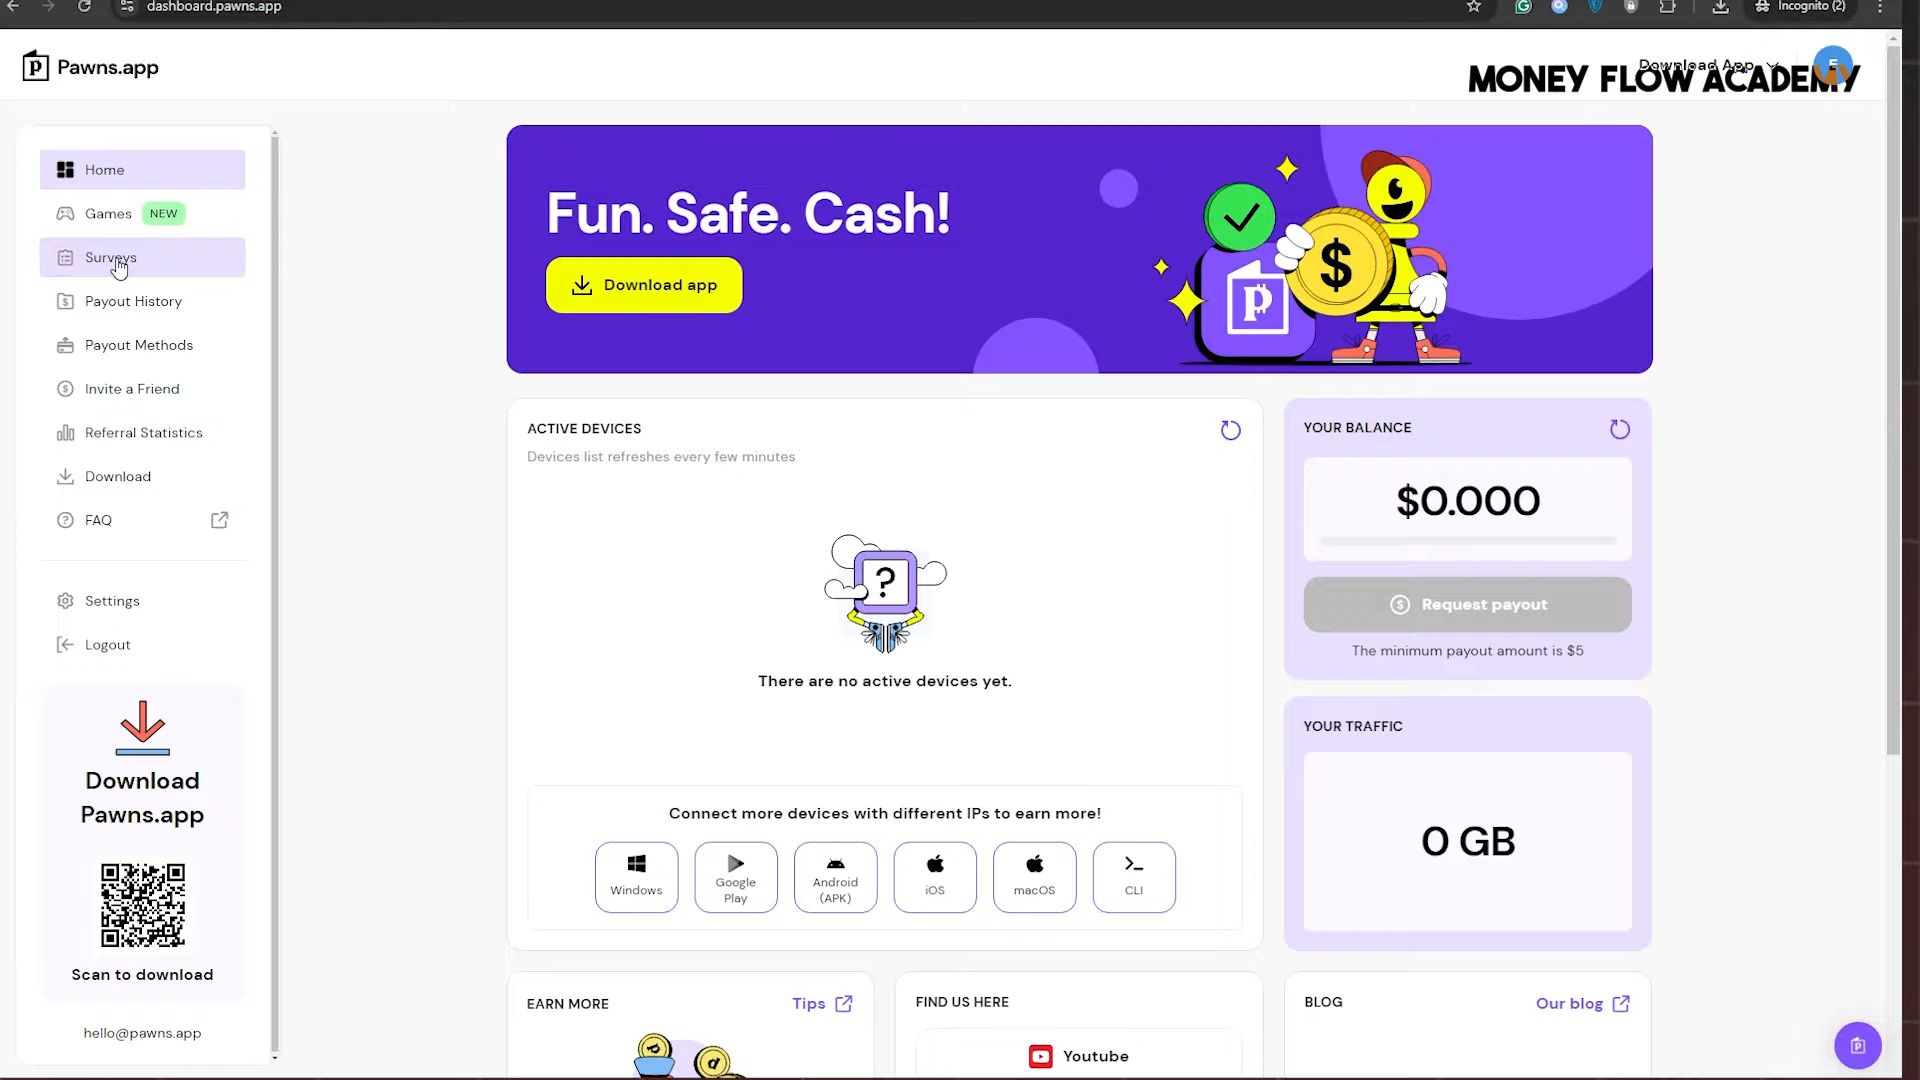 dashboard.pawns.app
Incognito (2)
Pawns.app
Download App
E
MONEY FLOW ACADEMY
Home
Games NEW
Surveys
Payout History
Payout Methods
Invite a Friend
Referral Statistics
Download
FAQ
Settings
Logout
Download
Pawns.app
Scan to download
hello@pawns.app
Fun. Safe. Cash!
Download app
ACTIVE DEVICES
Devices list refreshes every few minutes
There are no active devices yet.
Connect more devices with different IPs to earn more!
Windows
Google
Play
Android
(APK)
iOS
macOS
CLI
YOUR BALANCE
$0.000
Request payout
The minimum payout amount is $5
YOUR TRAFFIC
0 GB
EARN MORE
Tips
FIND US HERE
Youtube
BLOG
Our blog